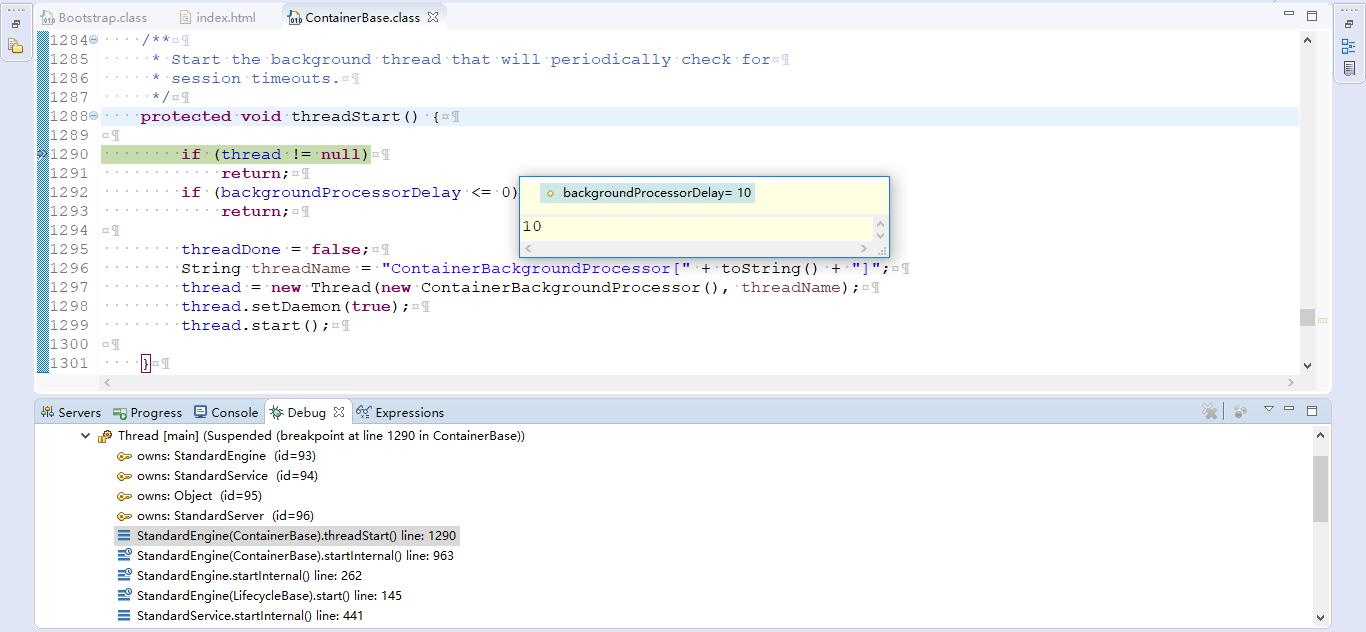 Bootstrap.class index.html ContainerBase.class
1284 /**
1285 * Start the background thread that will periodically check for
1286 * session timeouts.
1287 */
1288 protected void threadStart() {
1289
1290 if (thread != null)
1291 return;
1292 if (backgroundProcessorDelay <= 0)
backgroundProcessorDelay= 10
1293 return;
10
1294
1295 threadDone = false;
1296 String threadName = "ContainerBackgroundProcessor[" + toString() + "]";
1297 thread = new Thread(new ContainerBackgroundProcessor(), threadName);
1298 thread.setDaemon(true);
1299 thread.start();
1300
1301 }
Servers Progress Console Debug Expressions
Thread [main] (Suspended (breakpoint at line 1290 in ContainerBase))
owns: StandardEngine (id=93)
owns: StandardService (id=94)
owns: Object (id=95)
owns: StandardServer (id=96)
StandardEngine(ContainerBase).threadStart() line: 1290
StandardEngine(ContainerBase).startInternal() line: 963
StandardEngine.startInternal() line: 262
StandardEngine(LifecycleBase).start() line: 145
StandardService.startInternal() line: 441